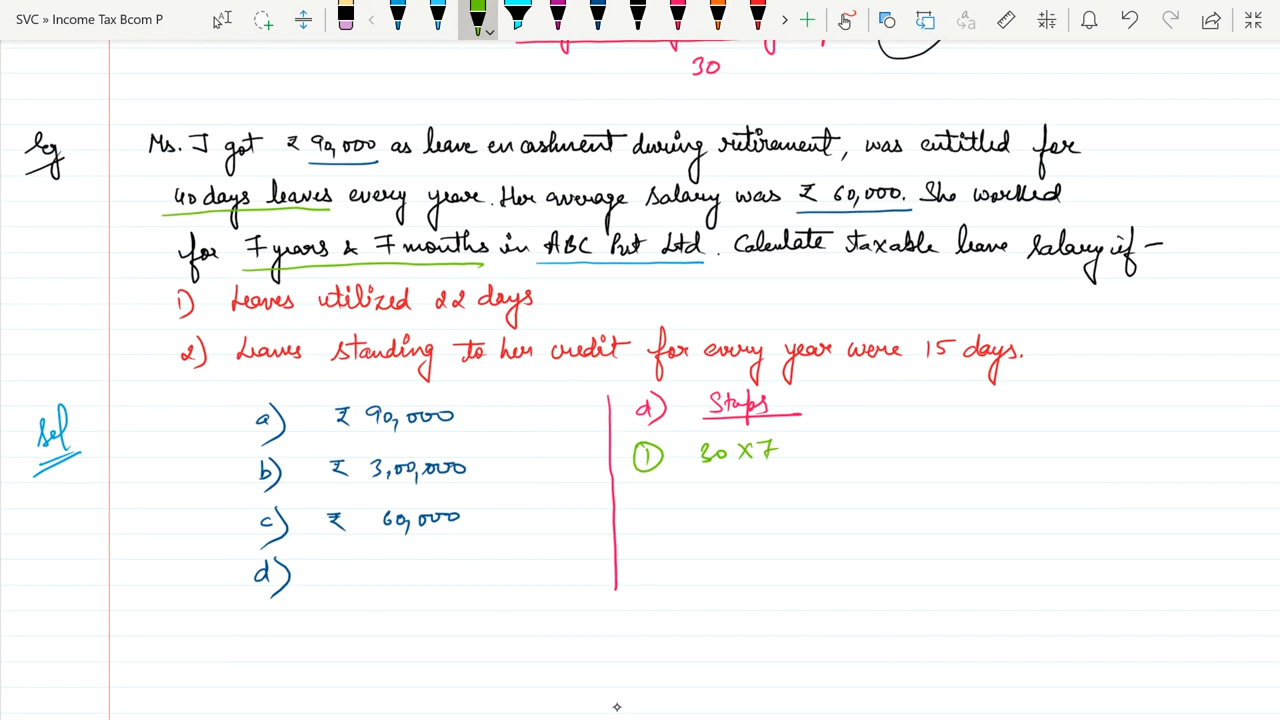 SVC » Income Tax Bcom P
30
eg Ms. J got ₹ 90,000 as leave encashment during retirement, was entitled for
40 days leaves every year. Her average salary was ₹ 60,000. She worked
for 7 years & 7 months in ABC Pvt Ltd. Calculate taxable leave salary if –
1) Leaves utilized 22 days
2) Leaves standing to her credit for every year were 15 days.
Sol
a) ₹ 90,000
b) ₹ 3,00,000
c) ₹ 60,000
d)
d) Steps
① 30 x 7